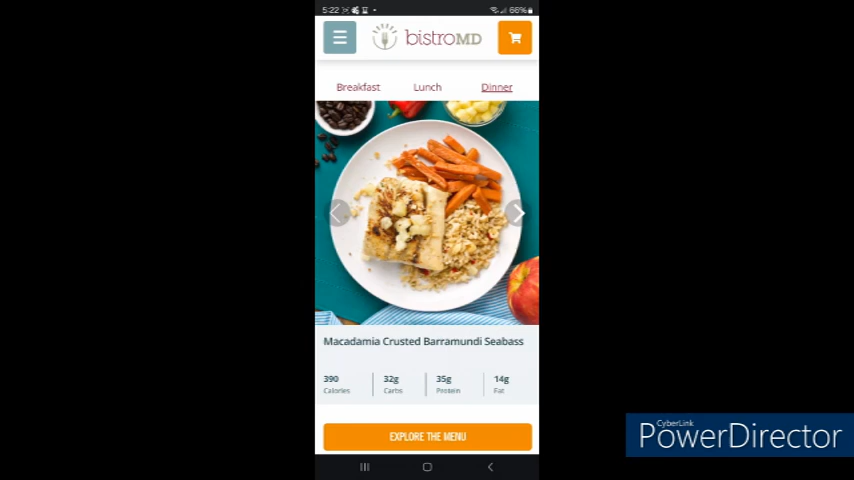 5:22
66%
bistroMD
Breakfast Lunch Dinner
Macadamia Crusted Barramundi Seabass
390 32g 35g 14g
Calories Carbs Protein Fat
EXPLORE THE MENU
CyberLink
PowerDirector